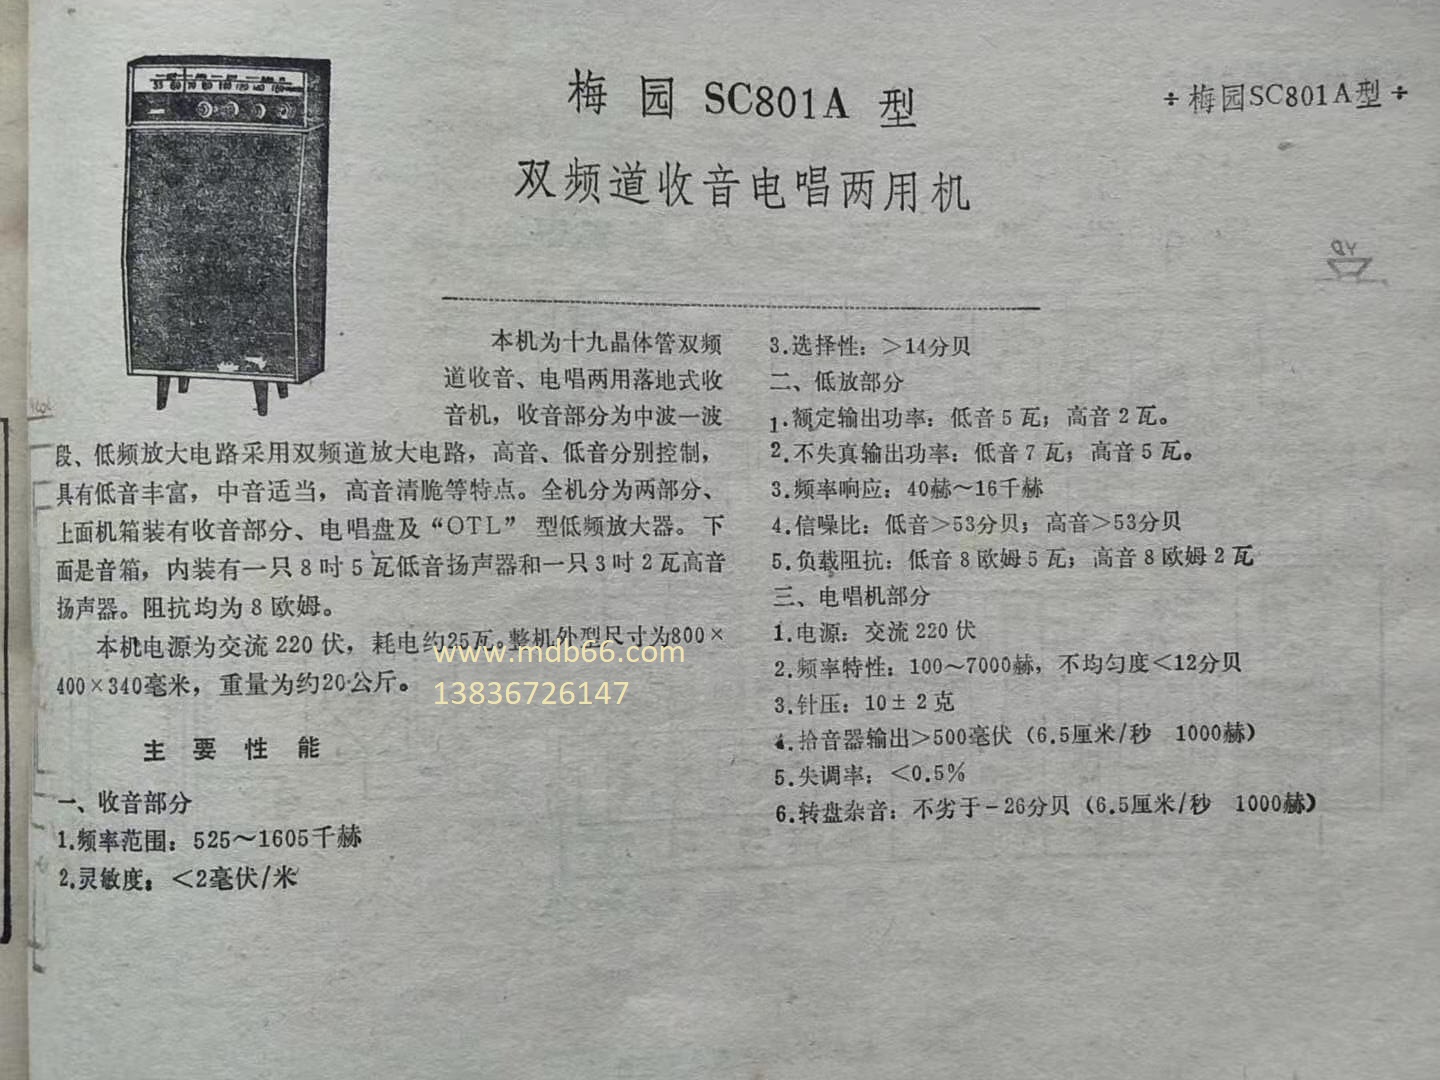 梅园 SC801A 型
÷梅园SC801A型÷
双频道收音电唱两用机
本机为十九晶体管双频
道收音、电唱两用落地式收
音机，收音部分为中波一波
段、低频放大电路采用双频道放大电路，高音、低音分别控制，
具有低音丰富，中音适当，高音清脆等特点。全机分为两部分、
上面机箱装有收音部分、电唱盘及“OTL”型低频放大器。下
面是音箱，内装有一只8吋5瓦低音扬声器和一只3吋2瓦高音
扬声器。阻抗均为8欧姆。
本机电源为交流220伏，耗电约25瓦。整机外型尺寸为800×
400×340毫米，重量为约20公斤。
www.mdb66.com
13836726147
主要性能
一、收音部分
1.频率范围：525～1605千赫
2.灵敏度：＜2毫伏/米
3.选择性：＞14分贝
二、低放部分
1.额定输出功率：低音5瓦；高音2瓦。
2.不失真输出功率：低音7瓦；高音5瓦。
3.频率响应：40赫～16千赫
4.信噪比：低音＞53分贝；高音＞53分贝
5.负载阻抗：低音8欧姆5瓦；高音8欧姆2瓦
三、电唱机部分
1.电源：交流220伏
2.频率特性：100～7000赫，不均匀度＜12分贝
3.针压：10±2克
4.拾音器输出＞500毫伏（6.5厘米/秒 1000赫）
5.失调率：＜0.5%
6.转盘杂音：不劣于－26分贝（6.5厘米/秒 1000赫）